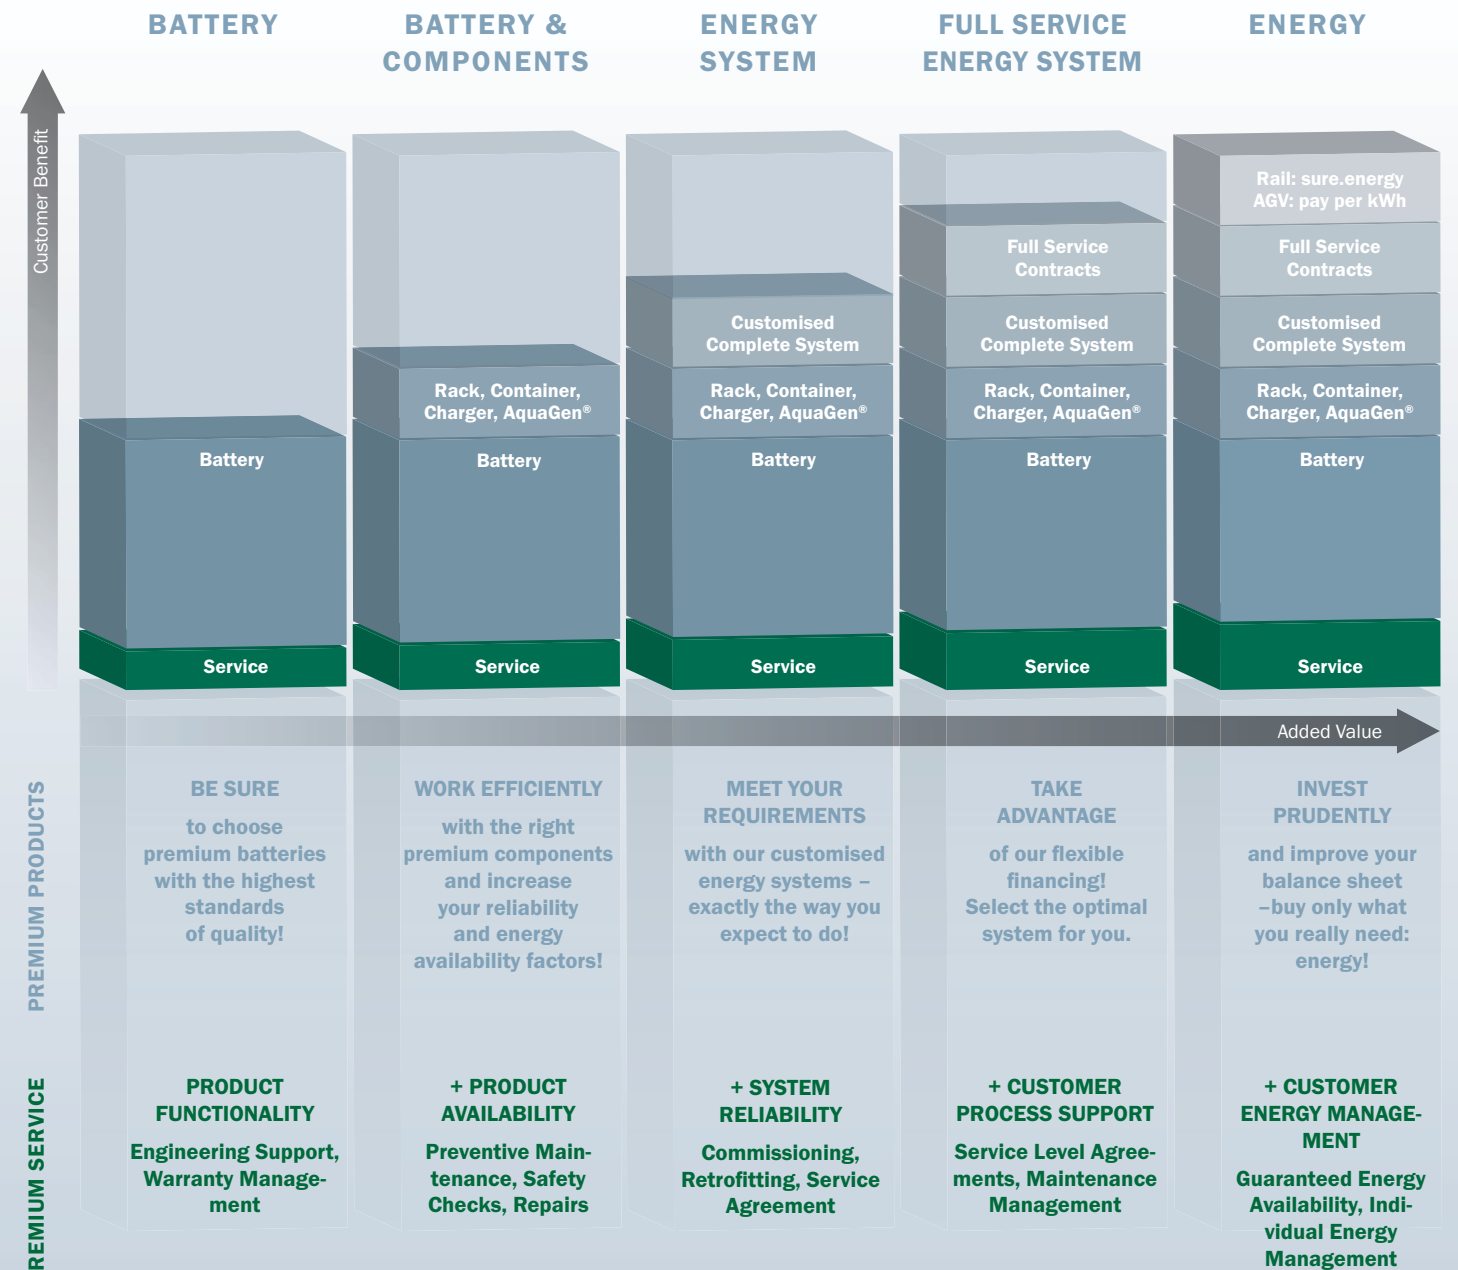 BATTERY
BATTERY &
COMPONENTS
ENERGY
SYSTEM
FULL SERVICE
ENERGY SYSTEM
ENERGY
Customer Benefit
Battery
Service
Rack, Container,
Charger, AquaGen®
Battery
Service
Customised
Complete System
Rack, Container,
Charger, AquaGen®
Battery
Service
Full Service
Contracts
Customised
Complete System
Rack, Container,
Charger, AquaGen®
Battery
Service
Rail: sure.energy
AGV: pay per kWh
Full Service
Contracts
Customised
Complete System
Rack, Container,
Charger, AquaGen®
Battery
Service
Added Value
PREMIUM PRODUCTS
BE SURE
to choose
premium batteries
with the highest
standards
of quality!
WORK EFFICIENTLY
with the right
premium components
and increase
your reliability
and energy
availability factors!
MEET YOUR
REQUIREMENTS
with our customised
energy systems –
exactly the way you
expect to do!
TAKE
ADVANTAGE
of our flexible
financing!
Select the optimal
system for you.
INVEST
PRUDENTLY
and improve your
balance sheet
–buy only what
you really need:
energy!
REMIUM SERVICE
PRODUCT
FUNCTIONALITY
Engineering Support,
Warranty Manage-
ment
+ PRODUCT
AVAILABILITY
Preventive Main-
tenance, Safety
Checks, Repairs
+ SYSTEM
RELIABILITY
Commissioning,
Retrofitting, Service
Agreement
+ CUSTOMER
PROCESS SUPPORT
Service Level Agree-
ments, Maintenance
Management
+ CUSTOMER
ENERGY MANAGE-
MENT
Guaranteed Energy
Availability, Indi-
vidual Energy
Management